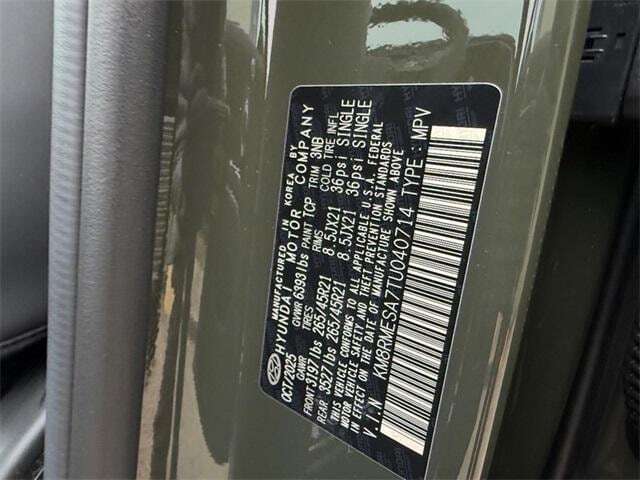 MANUFACTURED IN KOREA BY
HYUNDAI MOTOR COMPANY
OCT/2025 GVWR 6393lbs PAINT TCP TRIM 3NB
GAWR TIRES RIMS COLD TIRE INFL
FRONT 3197lbs 265/45R21 8.5JX21 36psi SINGLE
REAR 3527lbs 265/45R21 8.5JX21 36psi SINGLE
THIS VEHICLE CONFORMS TO ALL APPLICABLE U.S.A. FEDERAL
MOTOR VEHICLE SAFETY AND THEFT PREVENTION STANDARDS
IN EFFECT ON THE DATE OF MANUFACTURE SHOWN ABOVE
V.I.N KM8RMESA7TU040714 TYPE : MPV